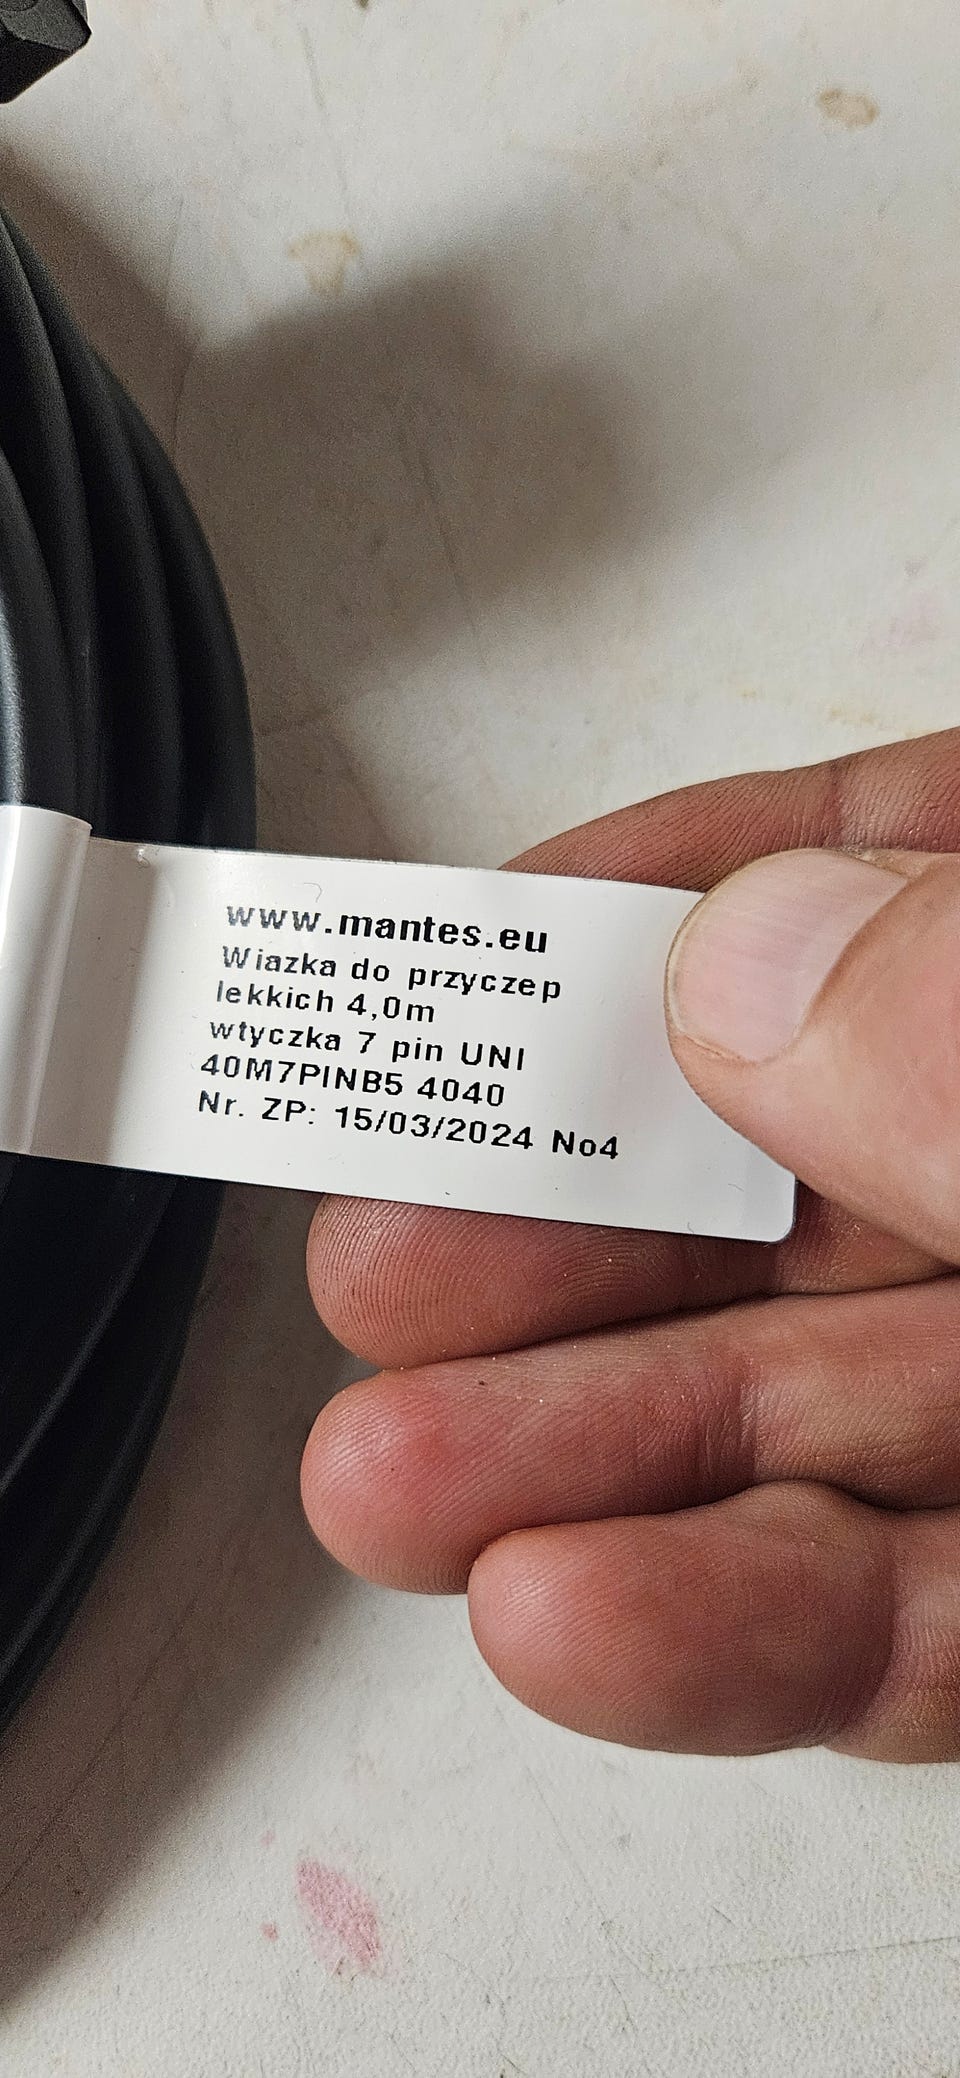 www.mantes.eu
Wiazka do przyczep
lekkich 4,0m
wtyczka 7 pin UNI
40M7PINB5 4040
Nr. ZP: 15/03/2024 No4